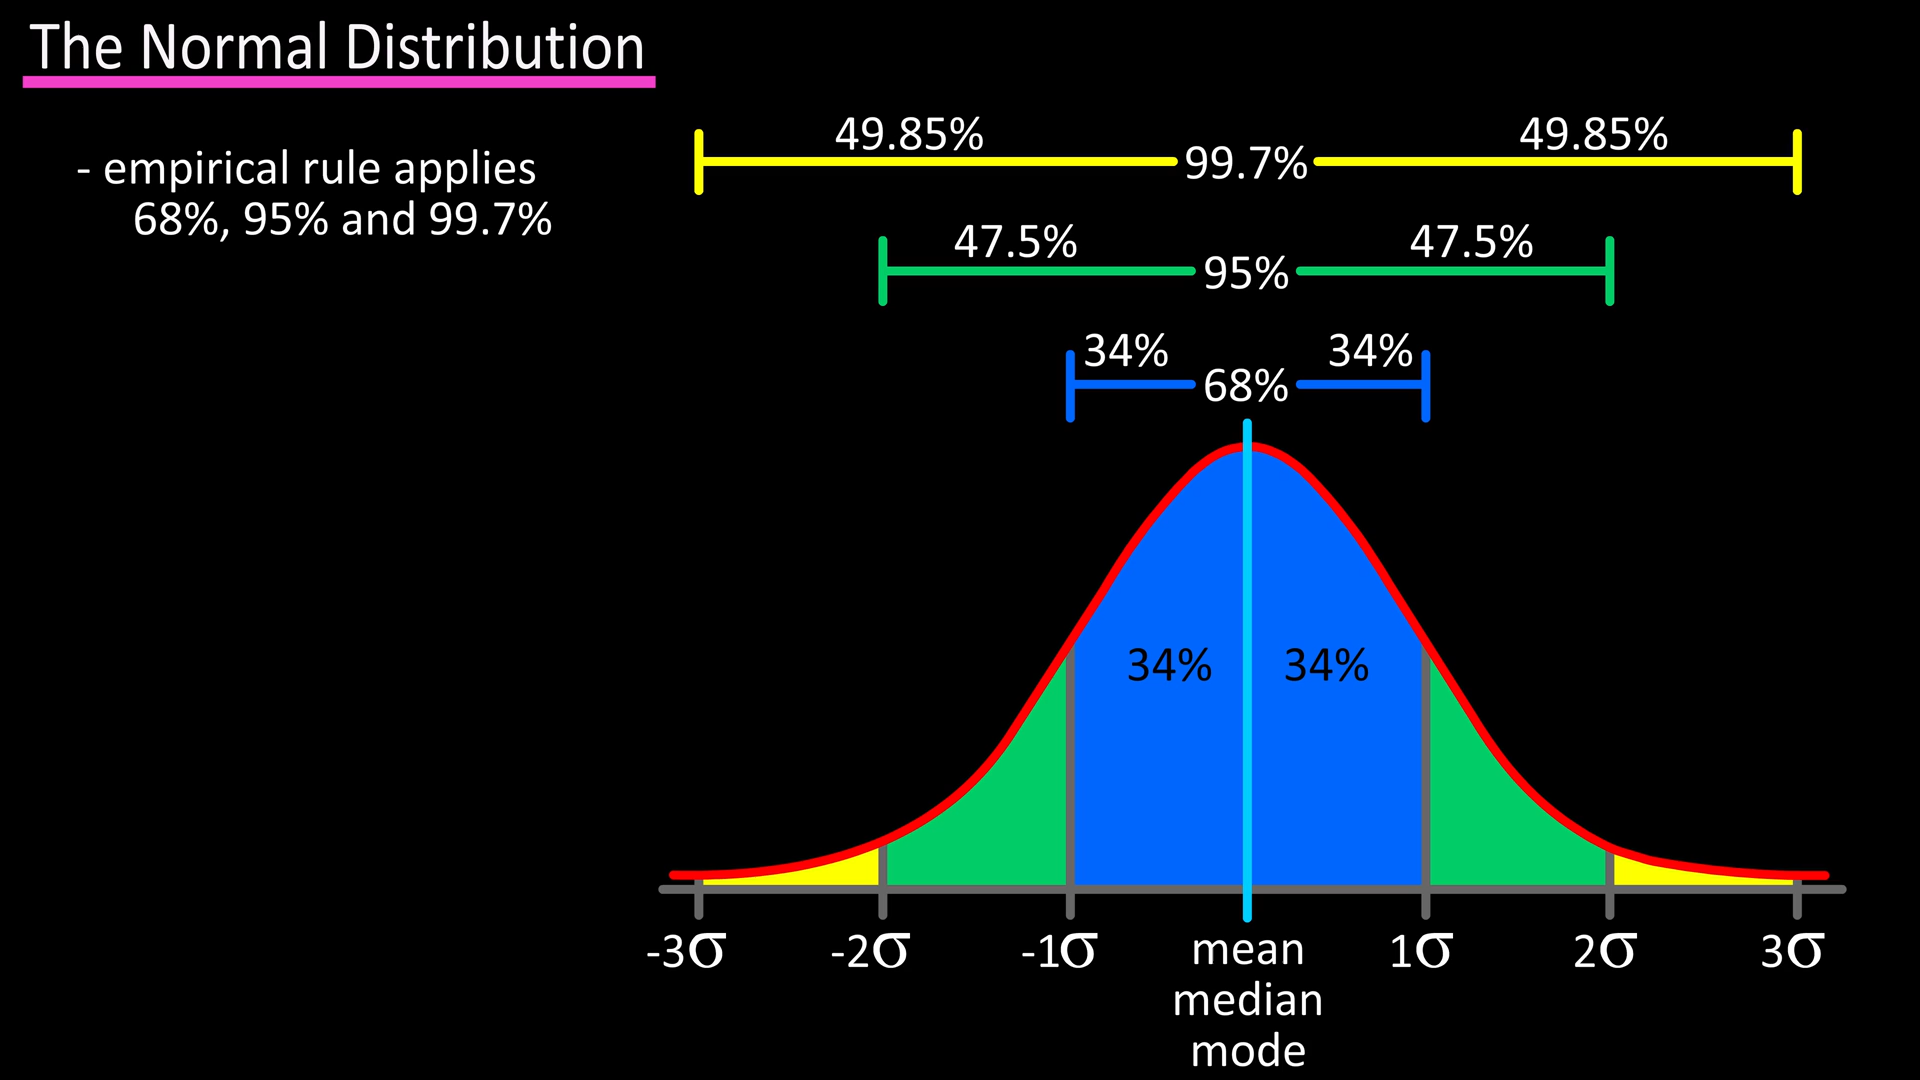 The Normal Distribution
- empirical rule applies
68%, 95% and 99.7%
49.85% 49.85%
99.7%
47.5% 47.5%
95%
34% 34%
68%
34% 34%
-3σ -2σ -1σ mean 1σ 2σ 3σ
median
mode